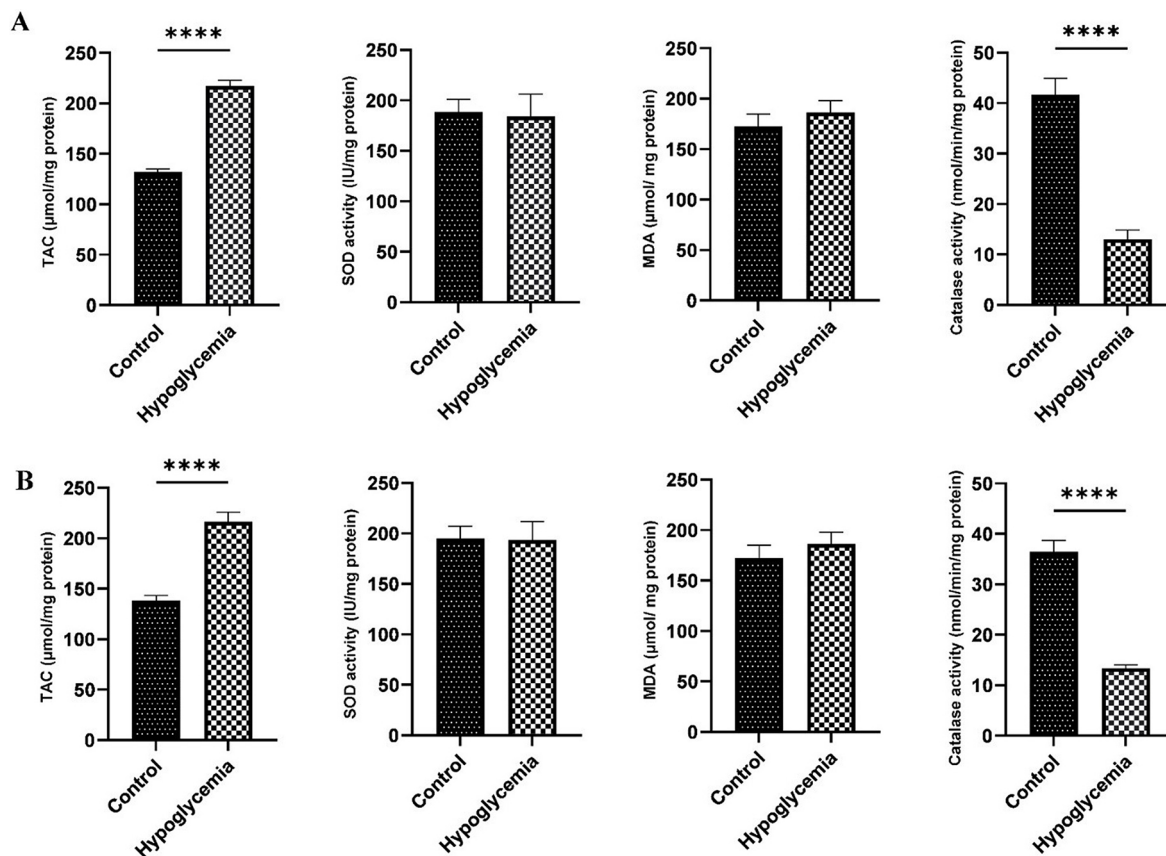 A
****
TAC (µmol/mg protein)
250
200
150
100
50
0
Control
Hypoglycemia
SOD activity (IU/mg protein)
250
200
150
100
50
0
Control
Hypoglycemia
MDA (µmol/ mg protein)
250
200
150
100
50
0
Control
Hypoglycemia
****
Catalase activity (nmol/min/mg protein)
50
40
30
20
10
0
Control
Hypoglycemia
B
****
TAC (µmol/mg protein)
250
200
150
100
50
0
Control
Hypoglycemia
SOD activity (IU/mg protein)
250
200
150
100
50
0
Control
Hypoglycemia
MDA (µmol/ mg protein)
250
200
150
100
50
0
Control
Hypoglycemia
****
Catalase activity (nmol/min/mg protein)
50
40
30
20
10
0
Control
Hypoglycemia